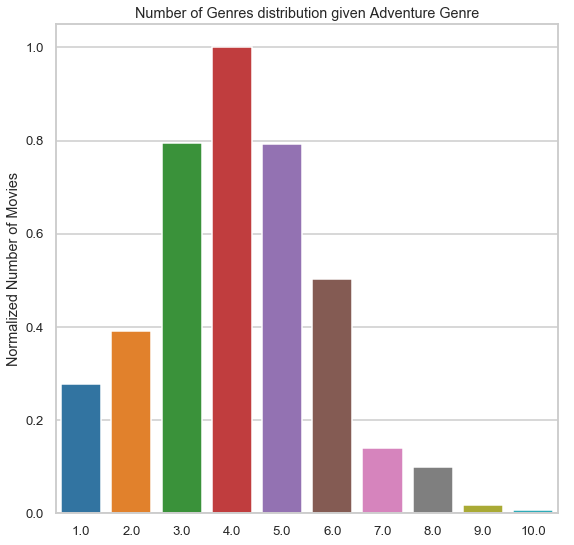 Number of Genres distribution given Adventure Genre
Normalized Number of Movies
1.0
0.8
0.6
0.4
0.2
0.0
1.0 2.0 3.0 4.0 5.0 6.0 7.0 8.0 9.0 10.0